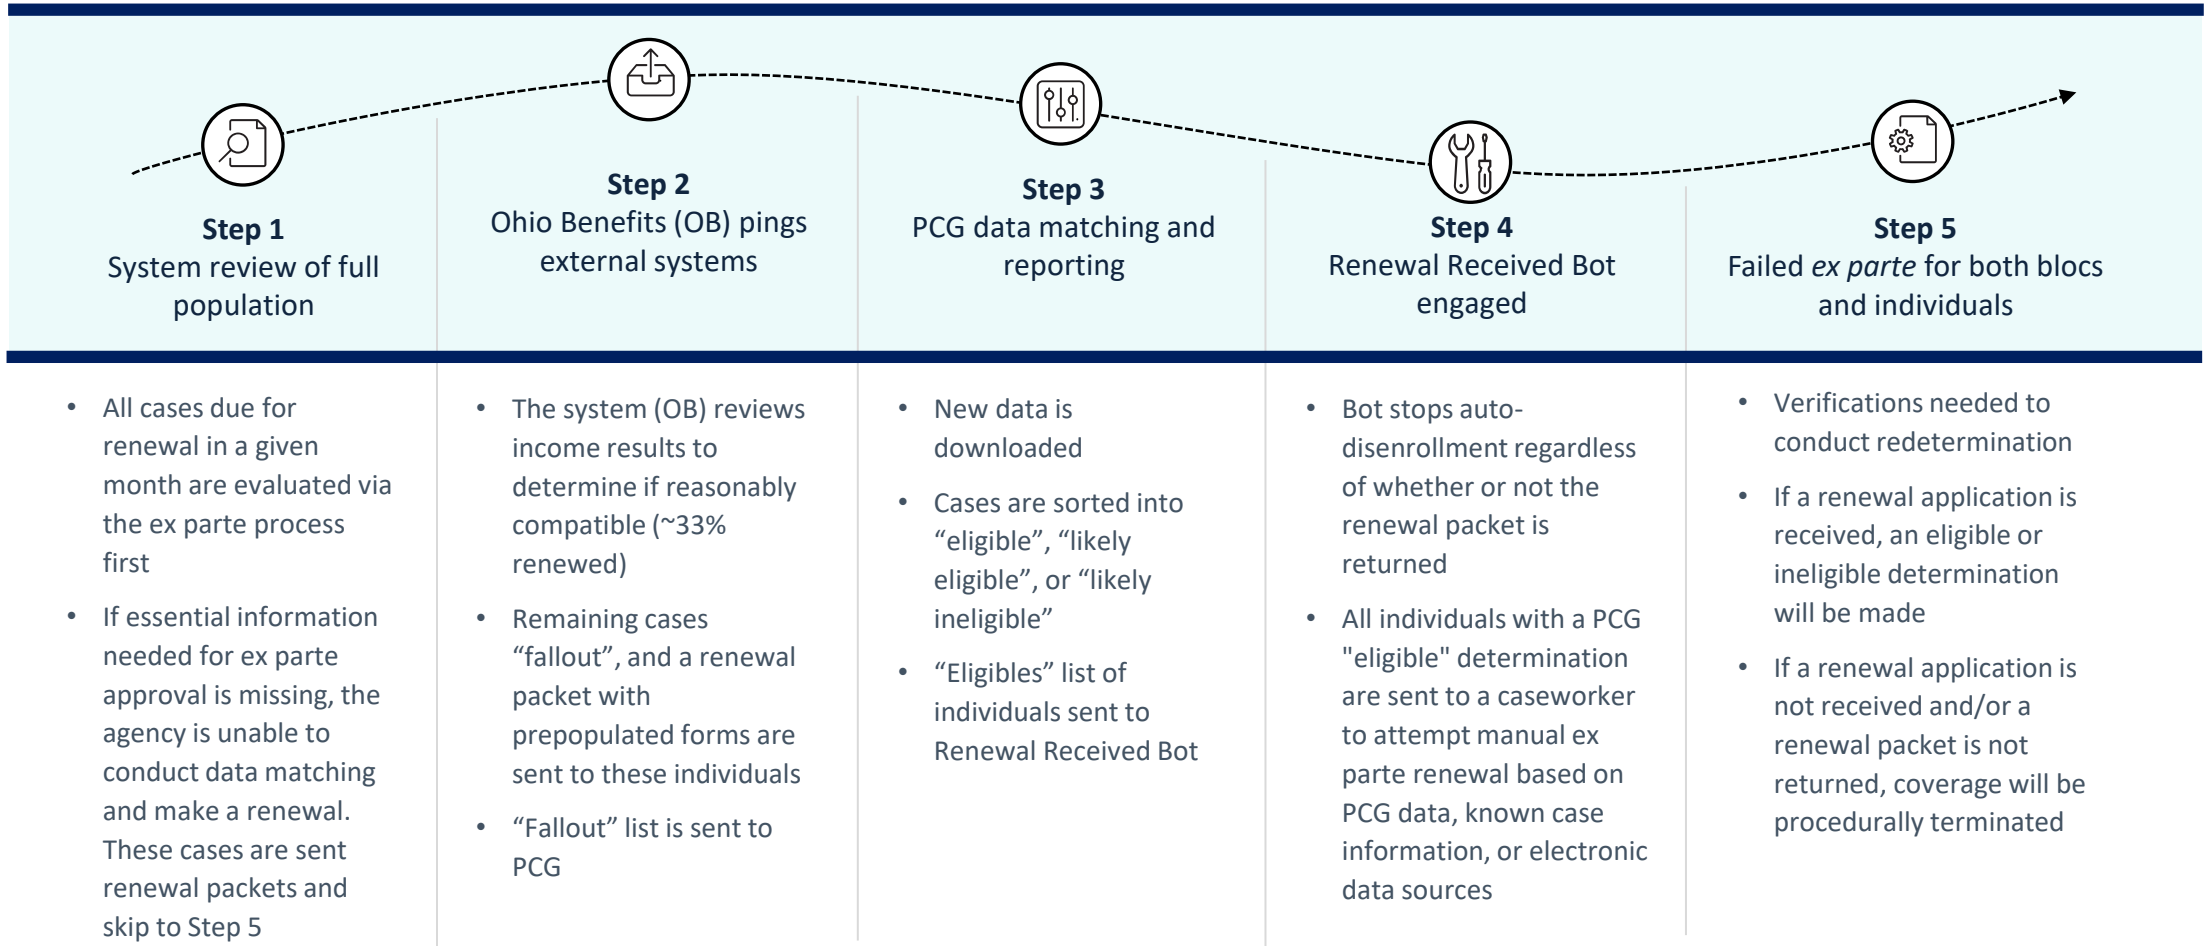 Step 1
System review of full
population
Step 2
Ohio Benefits (OB) pings
external systems
Step 3
PCG data matching and
reporting
Step 4
Renewal Received Bot
engaged
Step 5
Failed ex parte for both blocs
and individuals
• All cases due for
renewal in a given
month are evaluated via
the ex parte process
first
• If essential information
needed for ex parte
approval is missing, the
agency is unable to
conduct data matching
and make a renewal.
These cases are sent
renewal packets and
skip to Step 5
• The system (OB) reviews
income results to
determine if reasonably
compatible (~33%
renewed)
• Remaining cases
“fallout”, and a renewal
packet with
prepopulated forms are
sent to these individuals
• “Fallout” list is sent to
PCG
• New data is
downloaded
• Cases are sorted into
“eligible”, “likely
eligible”, or “likely
ineligible”
• “Eligibles” list of
individuals sent to
Renewal Received Bot
• Bot stops auto-
disenrollment regardless
of whether or not the
renewal packet is
returned
• All individuals with a PCG
"eligible" determination
are sent to a caseworker
to attempt manual ex
parte renewal based on
PCG data, known case
information, or electronic
data sources
• Verifications needed to
conduct redetermination
• If a renewal application is
received, an eligible or
ineligible determination
will be made
• If a renewal application is
not received and/or a
renewal packet is not
returned, coverage will be
procedurally terminated